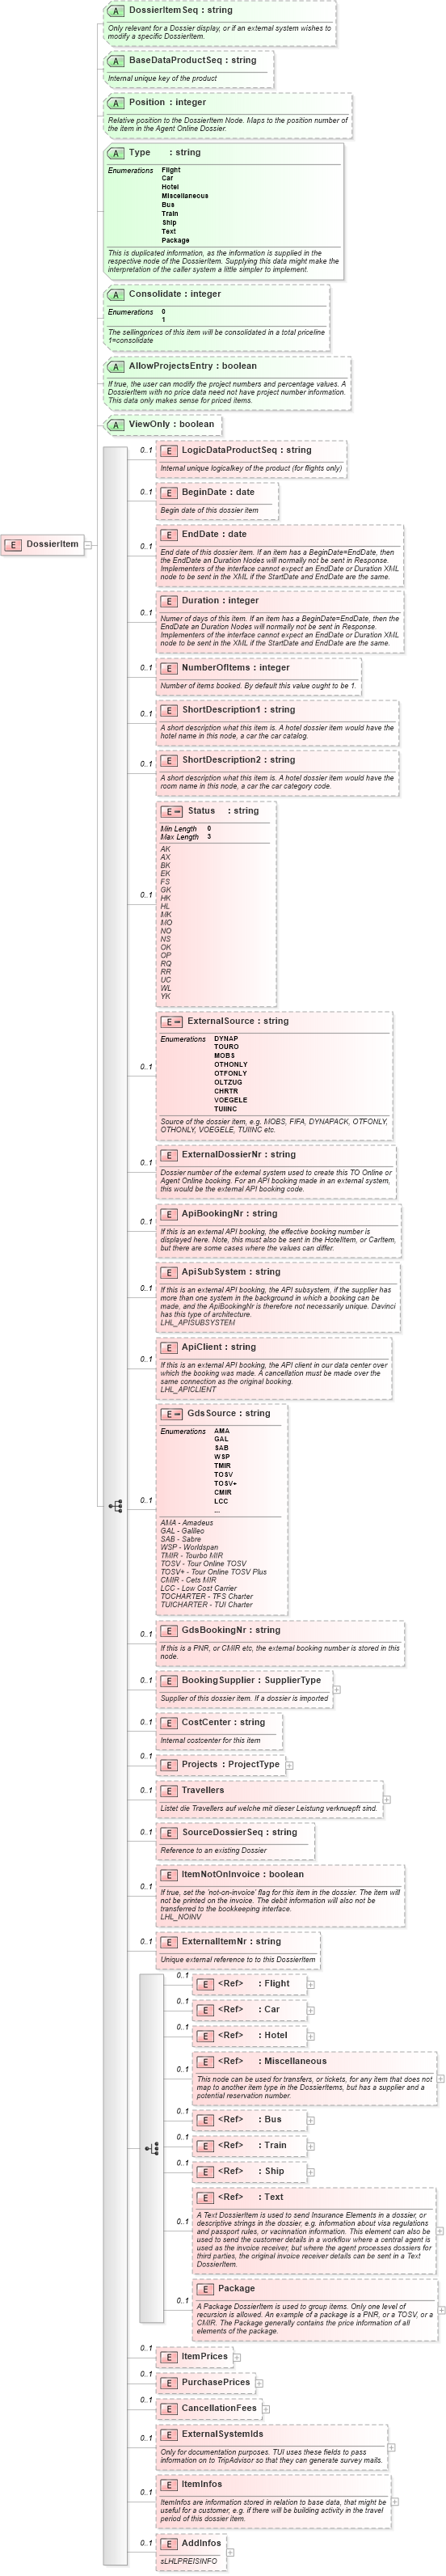 A DossierItemSeq : string
Only relevant for a Dossier display, or if an external system wishes to
modify a specific DossierItem.
A BaseDataProductSeq : string
Internal unique key of the product
A Position : integer
Relative position to the DossierItem Node. Maps to the position number of
the item in the Agent Online Dossier.
A Type : string
Enumerations Flight
Car
Hotel
Miscellaneous
Bus
Train
Ship
Text
Package
This is duplicated information, as the information is supplied in the
respective node of the DossierItem. Supplying this data might make the
interpretation of the caller system a little simpler to implement.
A Consolidate : integer
Enumerations 0
1
The sellingprices of this item will be consolidated in a total priceline
1=consolidate
A AllowProjectsEntry : boolean
If true, the user can modify the project numbers and percentage values. A
DossierItem with no price data need not have project number information.
This data only makes sense for priced items.
A ViewOnly : boolean
E DossierItem
0..1 E LogicDataProductSeq : string
Internal unique logicalkey of the product (for flights only)
0..1 E BeginDate : date
Begin date of this dossier item
0..1 E EndDate : date
End date of this dossier item. If an item has a BeginDate=EndDate, then
the EndDate an Duration Nodes will normally not be sent in Response.
Implementers of the interface cannot expect an EndDate or Duration XML
node to be sent in the XML if the StartDate and EndDate are the same.
0..1 E Duration : integer
Numer of days of this item. If an item has a BeginDate=EndDate, then the
EndDate an Duration Nodes will normally not be sent in Response.
Implementers of the interface cannot expect an EndDate or Duration XML
node to be sent in the XML if the StartDate and EndDate are the same.
0..1 E NumberOfItems : integer
Number of items booked. By default this value ought to be 1.
0..1 E ShortDescription1 : string
A short description what this item is. A hotel dossier item would have the
hotel name in this node, a car the car catalog.
0..1 E ShortDescription2 : string
A short description what this item is. A hotel dossier item would have the
room name in this node, a car the car category code.
0..1 E Status : string
Min Length 0
Max Length 3
AK
AX
BK
EK
FS
GK
HK
HL
MK
MO
NO
NS
OK
OP
RQ
RR
UC
WL
YK
0..1 E ExternalSource : string
Enumerations DYNAP
TOURO
MOBS
OTHONLY
OTFONLY
OLTZUG
CHRTR
VOEGELE
TUIINC
Source of the dossier item, e.g. MOBS, FIFA, DYNAPACK, OTFONLY,
OTHONLY, VOEGELE, TUIINC etc.
0..1 E ExternalDossierNr : string
Dossier number of the external system used to create this TO Online or
Agent Online booking. For an API booking made in an external system,
this would be the external API booking code.
0..1 E ApiBookingNr : string
If this is an external API booking, the effective booking number is
displayed here. Note, this must also be sent in the HotelItem, or CarItem,
but there are some cases where the values can differ.
0..1 E ApiSubSystem : string
If this is an external API booking, the API subsystem, if the supplier has
more than one system in the background in which a booking can be
made, and the ApiBookingNr is therefore not necessarily unique. Davinci
has this type of architecture.
LHL_APISUBSYSTEM
0..1 E ApiClient : string
If this is an external API booking, the API client in our data center over
which the booking was made. A cancellation must be made over the
same connection as the original booking.
LHL_APICLIENT
0..1 E GdsSource : string
Enumerations AMA
GAL
SAB
WSP
TMIR
TOSV
TOSV+
CMIR
LCC
...
AMA - Amadeus
GAL - Galileo
SAB - Sabre
WSP - Worldspan
TMIR - Tourbo MIR
TOSV - Tour Online TOSV
TOSV+ - Tour Online TOSV Plus
CMIR - Cets MIR
LCC - Low Cost Carrier
TOCHARTER - TFS Charter
TUICHARTER - TUI Charter
0..1 E GdsBookingNr : string
If this is a PNR, or CMIR etc, the external booking number is stored in this
node.
0..1 E BookingSupplier : SupplierType
Supplier of this dossier item. If a dossier is imported
0..1 E CostCenter : string
Internal costcenter for this item
0..1 E Projects : ProjectType
0..1 E Travellers
Listet die Travellers auf welche mit dieser Leistung verknuepft sind.
0..1 E SourceDossierSeq : string
Reference to an existing Dossier
0..1 E ItemNotOnInvoice : boolean
If true, set the 'not-on-invoice' flag for this item in the dossier. The item will
not be printed on the invoice. The debit information will also not be
transferred to the bookkeeping interface.
LHL_NOINV
0..1 E ExternalItemNr : string
Unique external reference to to this DossierItem
0..1 E <Ref> : Flight
0..1 E <Ref> : Car
0..1 E <Ref> : Hotel
0..1 E <Ref> : Miscellaneous
This node can be used for transfers, or tickets, for any item that does not
map to another item type in the DossierItems, but has a supplier and a
potential reservation number.
0..1 E <Ref> : Bus
0..1 E <Ref> : Train
0..1 E <Ref> : Ship
0..1 E <Ref> : Text
A Text DossierItem is used to send Insurance Elements in a dossier, or
descriptive strings in the dossier, e.g. information about visa regulations
and passport rules, or vacinnation information. This element can also be
used to send the customer details in a workflow where a central agent is
used as the invoice receiver, but where the agent processes dossiers for
third parties, the original invoice receiver details can be sent in a Text
DossierItem.
0..1 E Package
A Package DossierItem is used to group items. Only one level of
recursion is allowed. An example of a package is a PNR, or a TOSV, or a
CMIR. The Package generally contains the price information of all
elements of the package.
0..1 E ItemPrices
0..1 E PurchasePrices
0..1 E CancellationFees
0..1 E ExternalSystemIds
Only for documentation purposes. TUI uses these fields to pass
information on to TripAdvisor so that they can generate survey mails.
0..1 E ItemInfos
ItemInfos are information stored in relation to base data, that might be
useful for a customer, e.g. if there will be building activity in the travel
period of this dossier item.
0..1 E AddInfos
sLHLPREISINFO